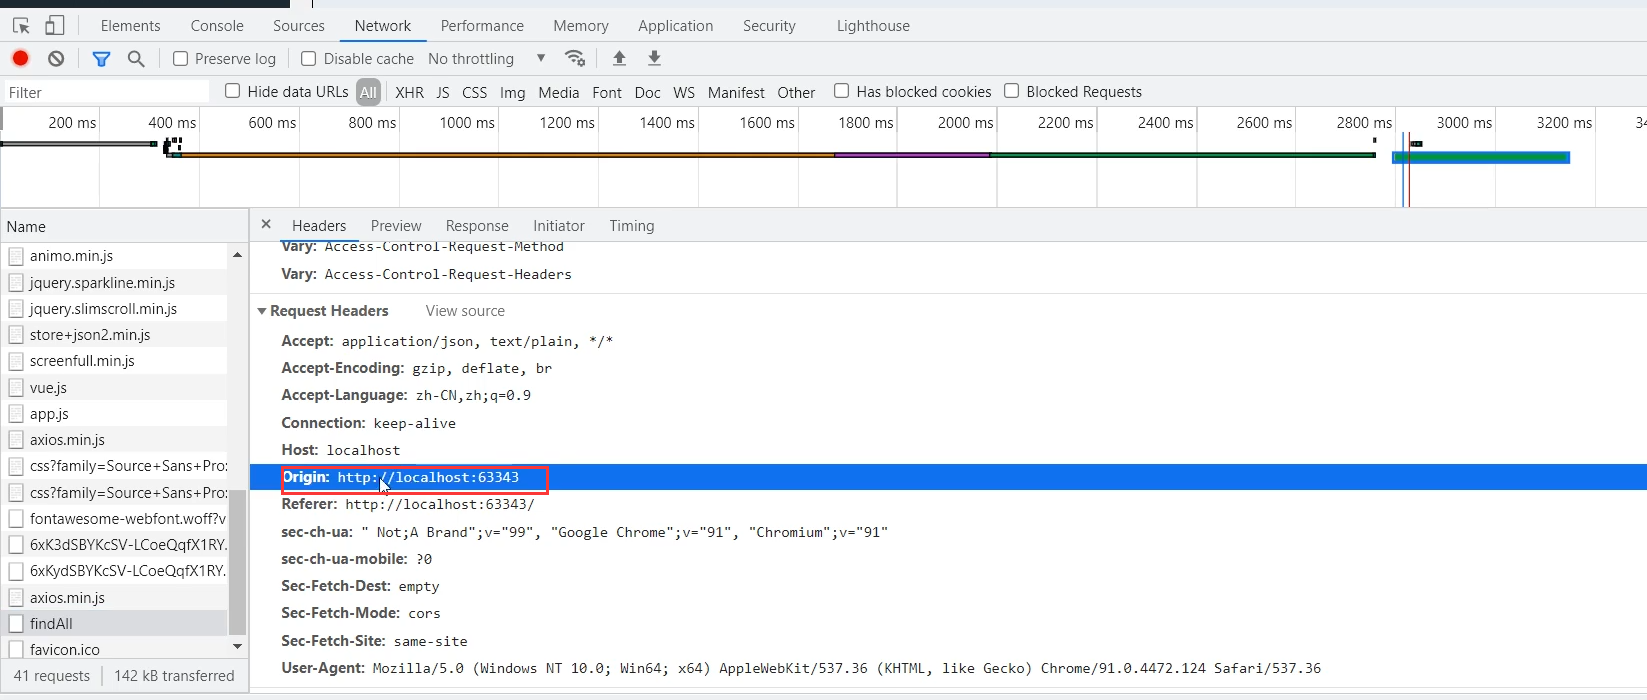 Elements Console Sources Network Performance Memory Application Security Lighthouse
Preserve log Disable cache No throttling
Filter Hide data URLs All XHR JS CSS Img Media Font Doc WS Manifest Other Has blocked cookies Blocked Requests
200 ms 400 ms 600 ms 800 ms 1000 ms 1200 ms 1400 ms 1600 ms 1800 ms 2000 ms 2200 ms 2400 ms 2600 ms 2800 ms 3000 ms 3200 ms
Name
animo.min.js
jquery.sparkline.min.js
jquery.slimscroll.min.js
store+json2.min.js
screenfull.min.js
vue.js
app.js
axios.min.js
css?family=Source+Sans+Pro:
css?family=Source+Sans+Pro:
fontawesome-webfont.woff?v
6xK3dSBYKcSV-LCoeQqfX1RY.
6xKydSBYKcSV-LCoeQqfX1RY.
axios.min.js
findAll
favicon.ico
41 requests 142 kB transferred
Headers Preview Response Initiator Timing
Vary: Access-Control-Request-Method
Vary: Access-Control-Request-Headers
Request Headers View source
Accept: application/json, text/plain, */*
Accept-Encoding: gzip, deflate, br
Accept-Language: zh-CN,zh;q=0.9
Connection: keep-alive
Host: localhost
Origin: http://localhost:63343
Referer: http://localhost:63343/
sec-ch-ua: " Not;A Brand";v="99", "Google Chrome";v="91", "Chromium";v="91"
sec-ch-ua-mobile: ?0
Sec-Fetch-Dest: empty
Sec-Fetch-Mode: cors
Sec-Fetch-Site: same-site
User-Agent: Mozilla/5.0 (Windows NT 10.0; Win64; x64) AppleWebKit/537.36 (KHTML, like Gecko) Chrome/91.0.4472.124 Safari/537.36